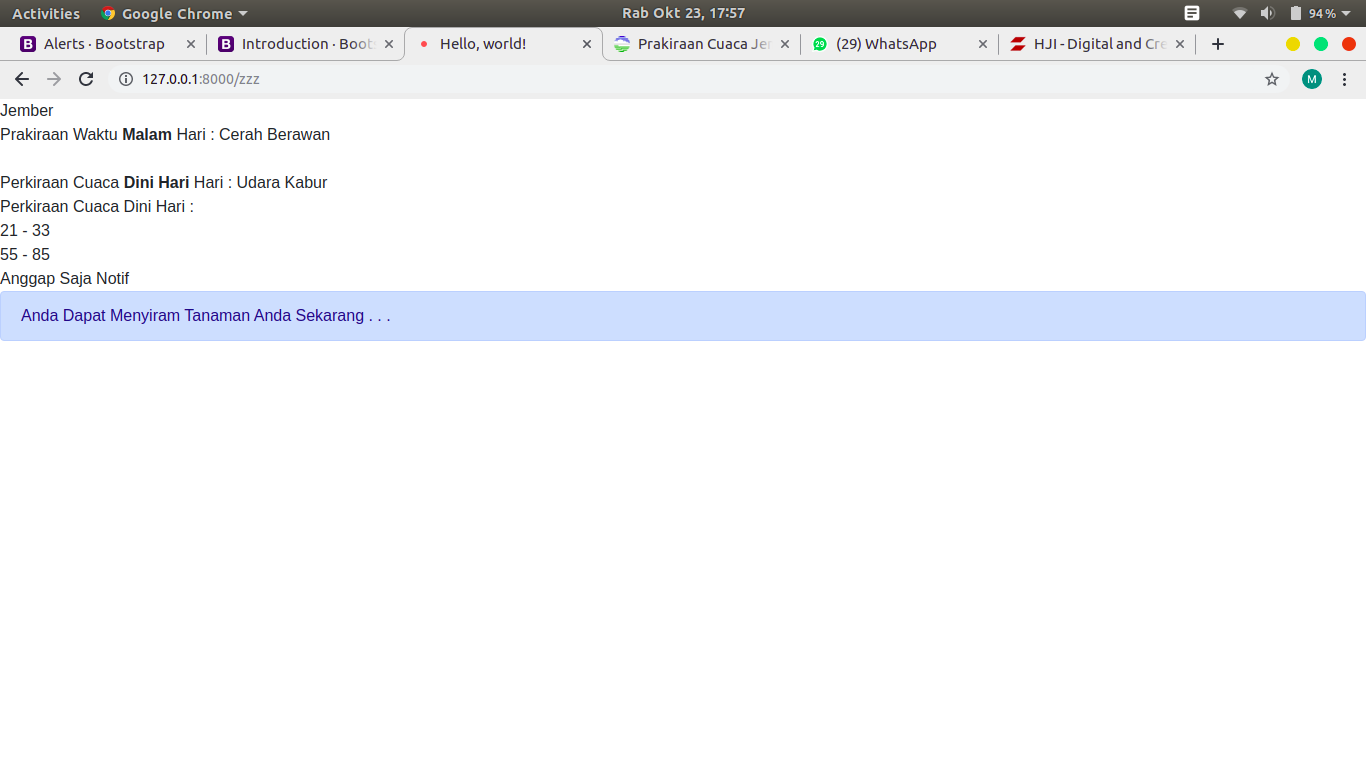 Activities Google Chrome Rab Okt 23, 17:57 94%
Alerts · Bootstrap Introduction · Boots Hello, world! Prakiraan Cuaca Jer 29 (29) WhatsApp HJI - Digital and Cre
127.0.0.1:8000/zzz M
Jember
Prakiraan Waktu Malam Hari : Cerah Berawan
Perkiraan Cuaca Dini Hari Hari : Udara Kabur
Perkiraan Cuaca Dini Hari :
21 - 33
55 - 85
Anggap Saja Notif
Anda Dapat Menyiram Tanaman Anda Sekarang . . .